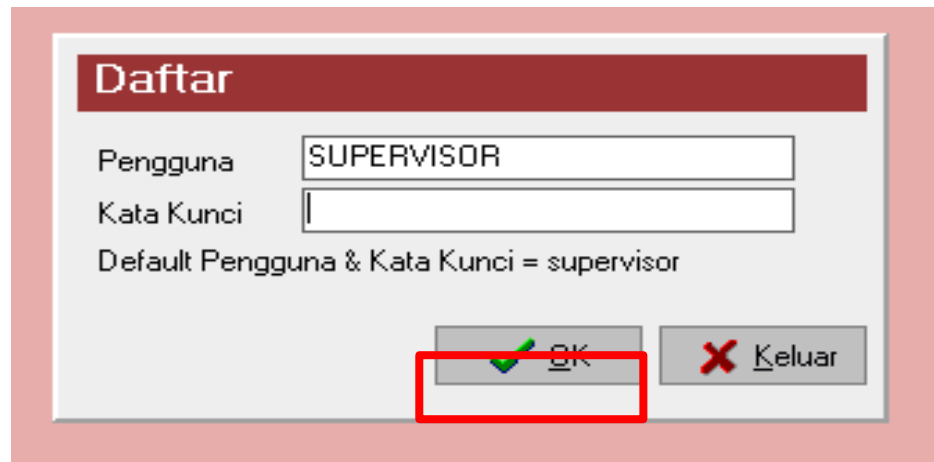 Daftar
Pengguna SUPERVISOR
Kata Kunci
Default Pengguna & Kata Kunci = supervisor
OK Keluar